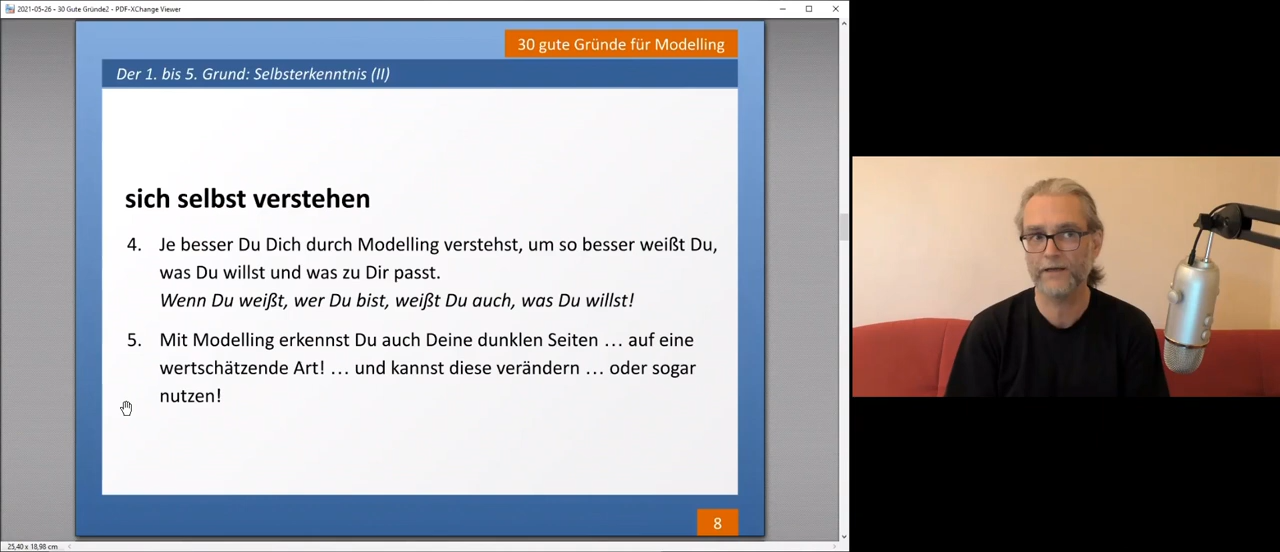 2021-05-26 - 30 Gute Gründe2 - PDF-XChange Viewer
30 gute Gründe für Modelling
Der 1. bis 5. Grund: Selbsterkenntnis (II)
sich selbst verstehen
4. Je besser Du Dich durch Modelling verstehst, um so besser weißt Du,
was Du willst und was zu Dir passt.
Wenn Du weißt, wer Du bist, weißt Du auch, was Du willst!
5. Mit Modelling erkennst Du auch Deine dunklen Seiten … auf eine
wertschätzende Art! … und kannst diese verändern … oder sogar
nutzen!
8
25,40 x 18,98 cm